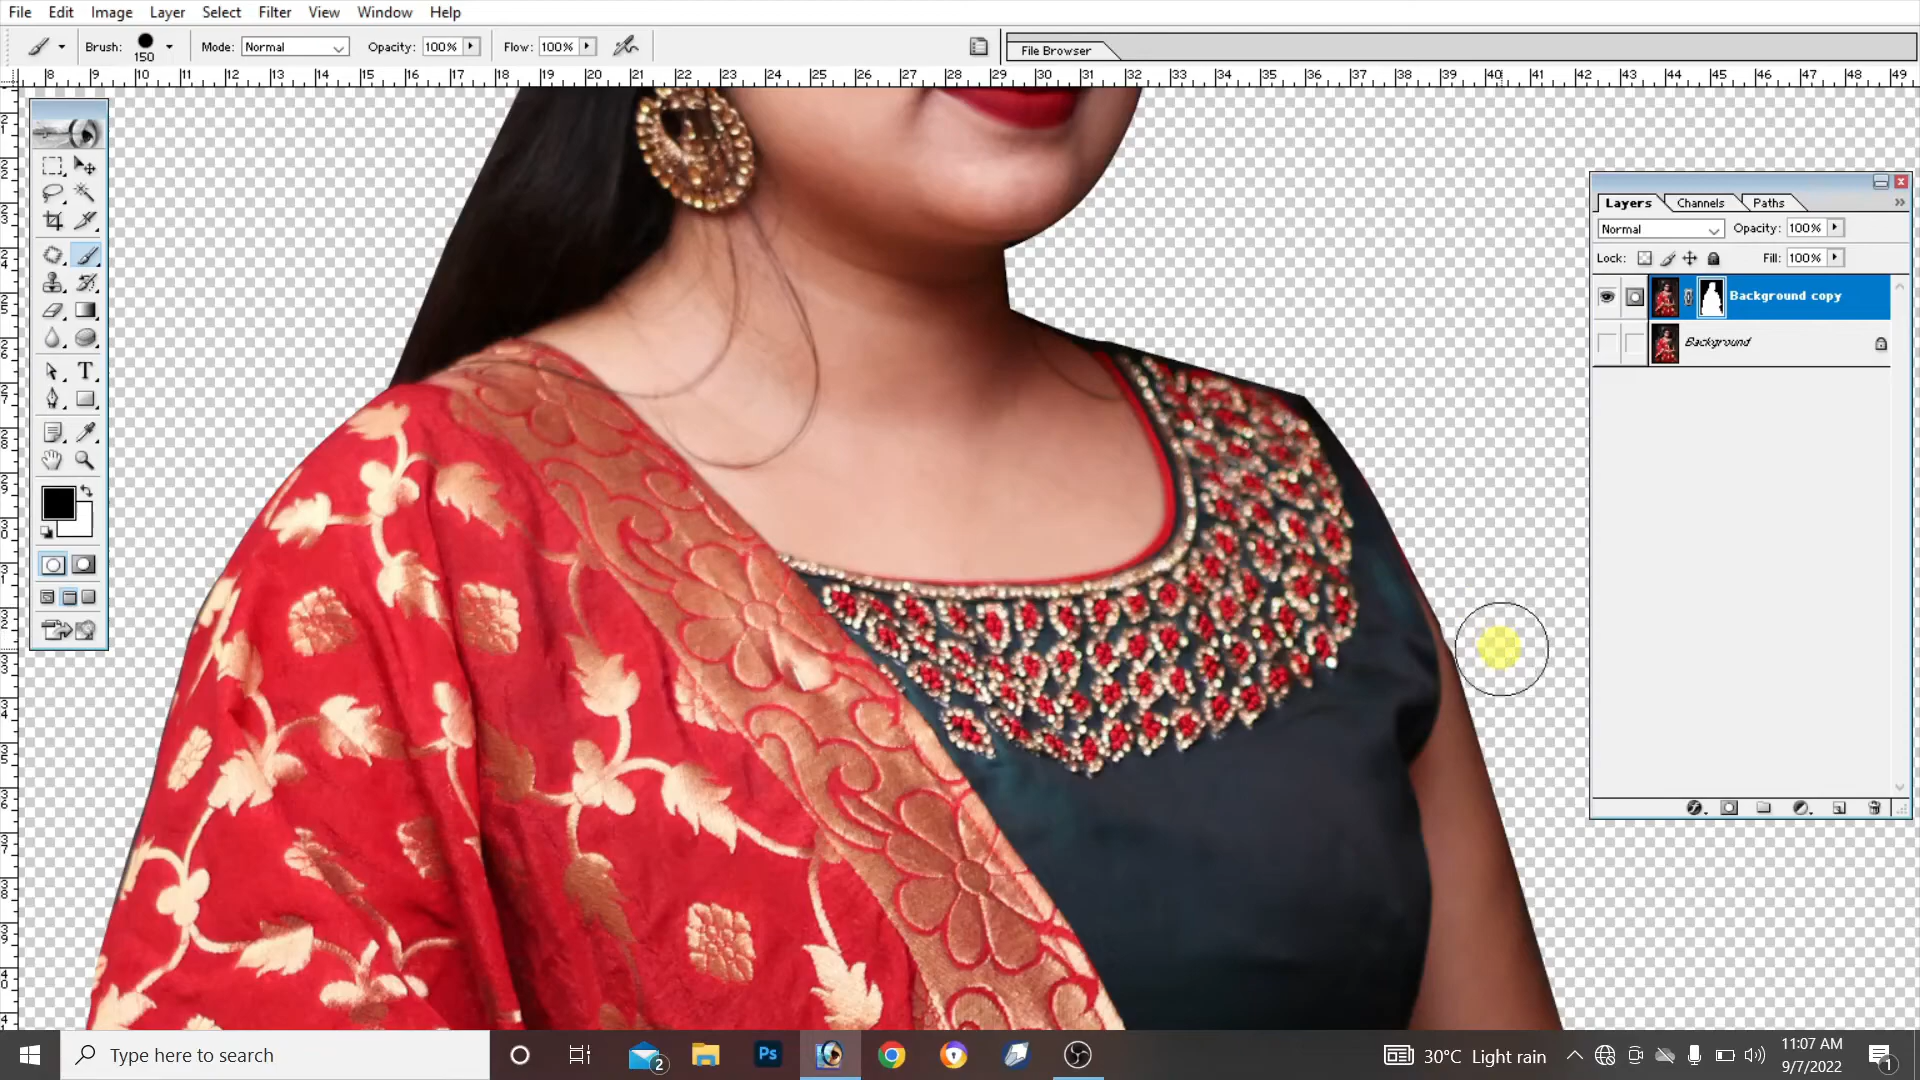 File Edit Image Layer Select Filter View Window Help
Brush: 150 Mode: Normal Opacity: 100% Flow: 100% File Browser
8 9 10 11 12 13 14 15 16 17 18 19 20 21 22 23 24 25 26 27 28 29 30 31 32 33 34 35 36 37 38 39 40 41 42 43 44 45 46 47 48 49
Layers Channels Paths
Normal Opacity: 100%
Lock: Fill: 100%
Background copy
Background
Type here to search
Ps
2
30°C Light rain
11:07 AM
9/7/2022
1